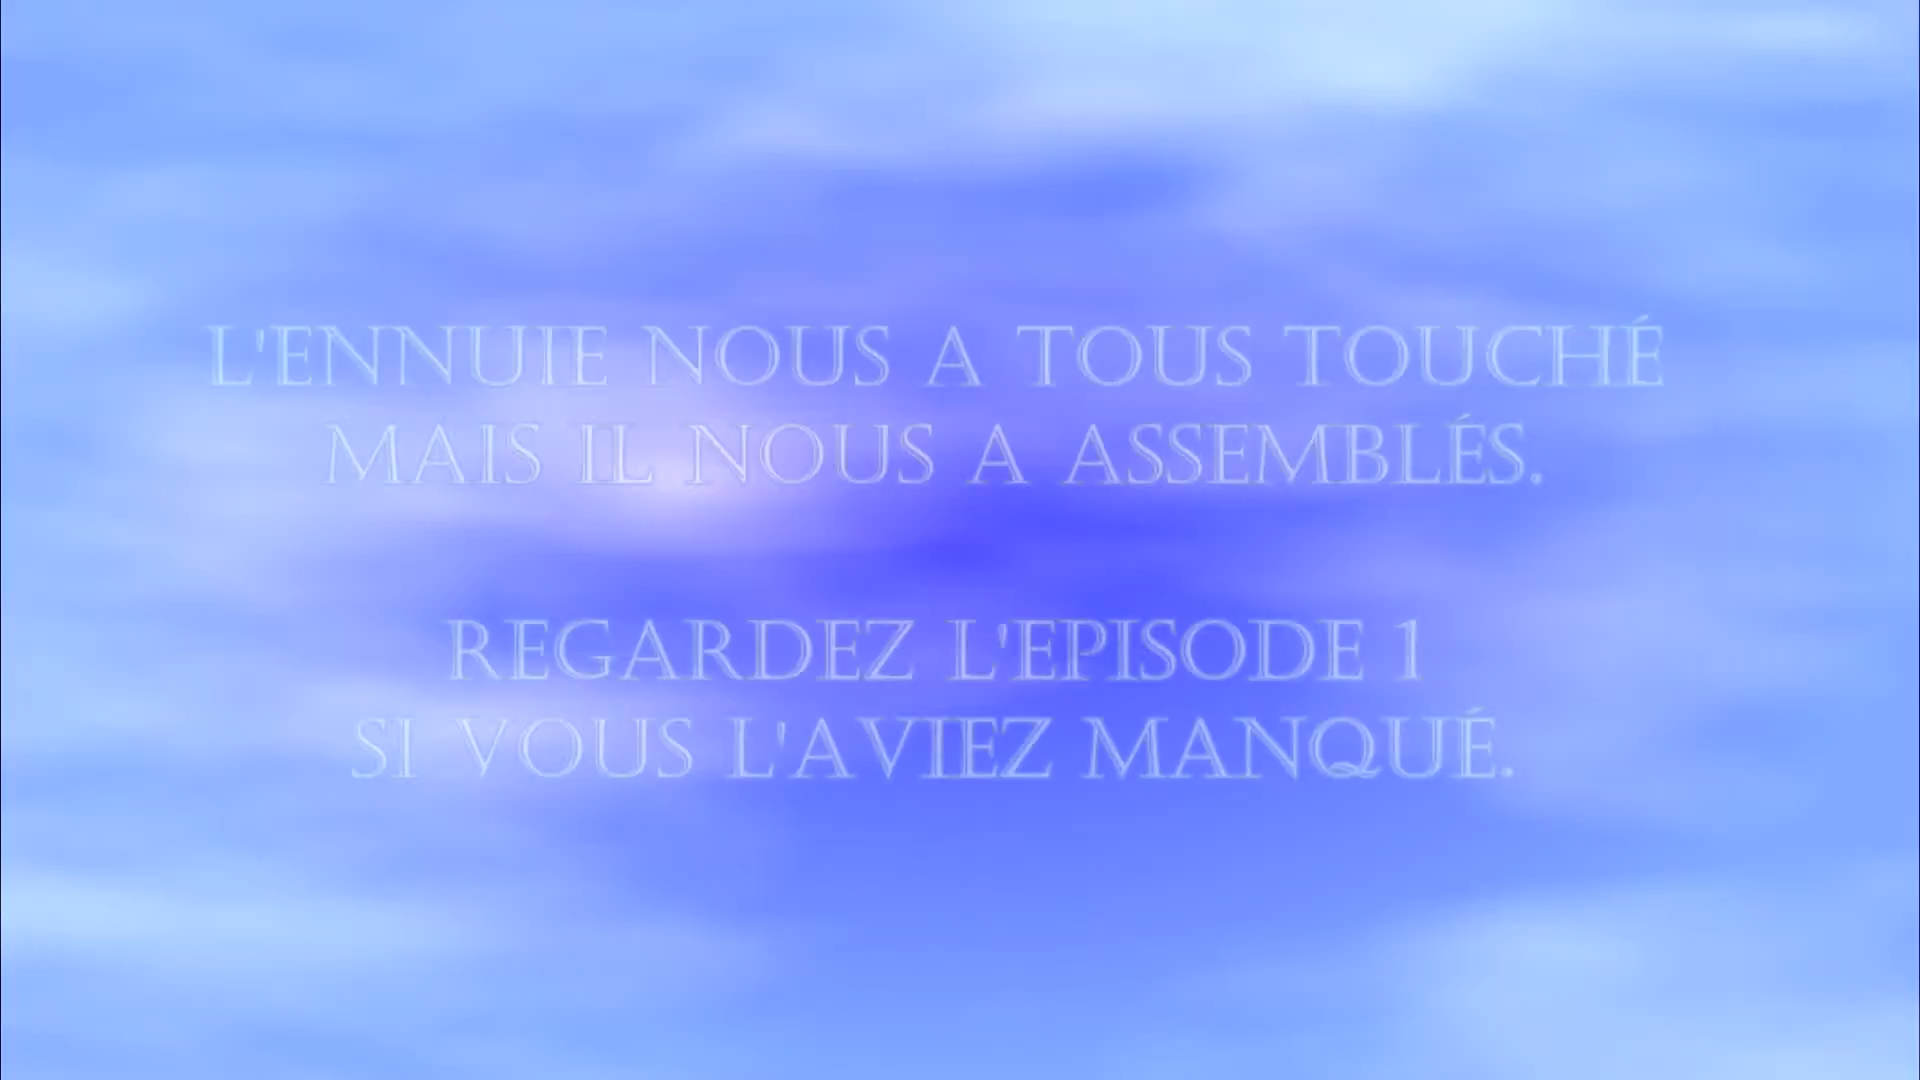 L'ENNUIE NOUS A TOUS TOUCHÉ
MAIS IL NOUS A ASSEMBLÉS.
REGARDEZ L'EPISODE 1
SI VOUS L'AVIEZ MANQUÉ.